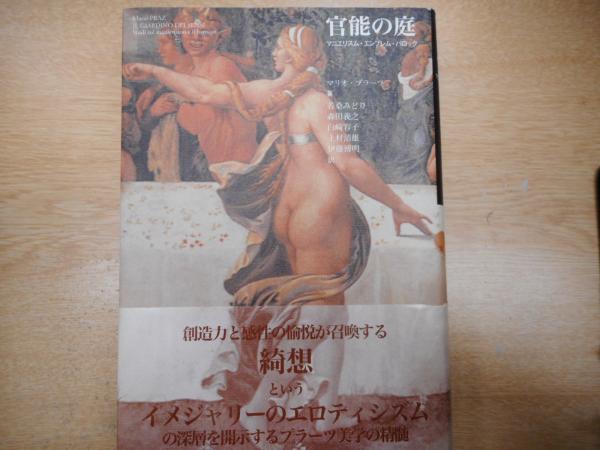 Mario PRAZ
IL GIARDINO DEI SENSI
Studi sul manierismo e il barocco
官能の庭
マニエリスム・エンブレム・バロック
マリオ・プラーツ
著
若桑みどり
森田義之
白崎容子
上村清雄
伊藤博明
訳
創造力と感性の愉悦が召喚する
綺想
という
イメジャリーのエロティシズム
の深層を開示するプラーツ美学の精髄